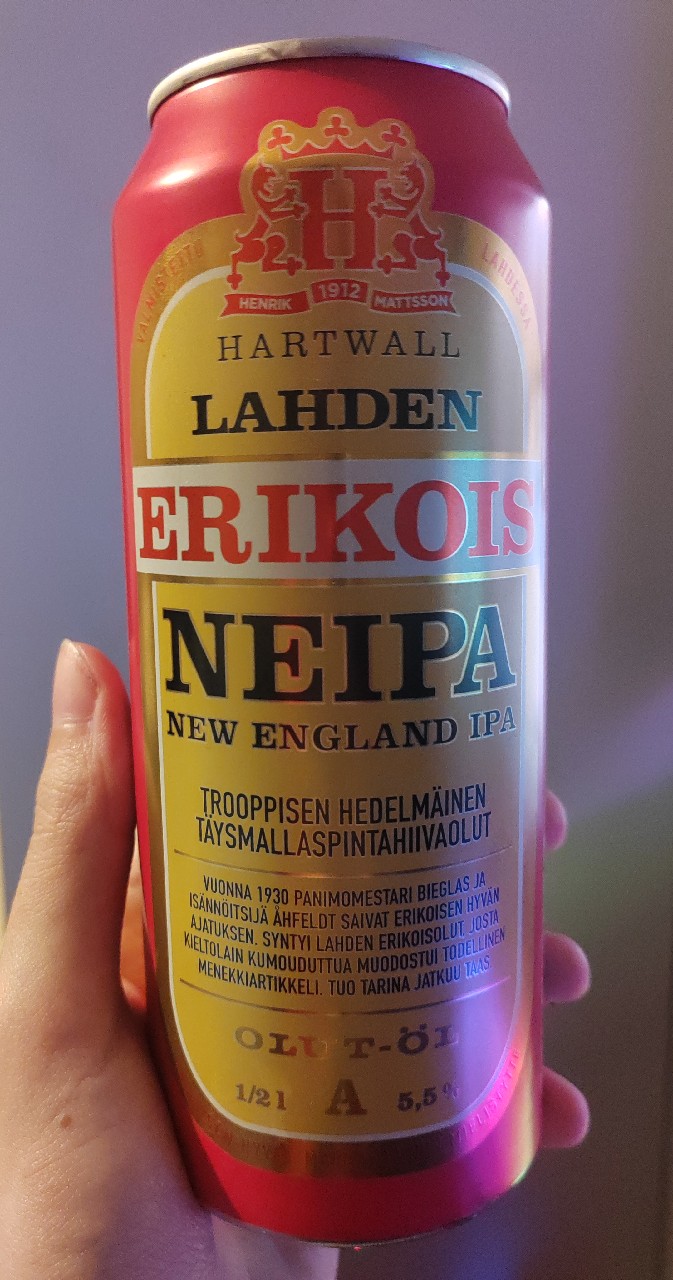 H
HENRIK 1912 MATTSSON
VALMISTETTU LAHDESSA
HARTWALL
LAHDEN
ERIKOIS
NEIPA
NEW ENGLAND IPA
TROOPPISEN HEDELMÄINEN
TÄYSMALLASPINTAHIIVAOLUT
VUONNA 1930 PANIMOMESTARI BIEGLAS JA
ISÄNNÖITSIJÄ ÅHFELDT SAIVAT ERIKOISEN HYVÄN
AJATUKSEN. SYNTYI LAHDEN ERIKOISOLUT, JOSTA
KIELTOLAIN KUMOUDUTTUA MUODOSTUI TODELLINEN
MENEKKIARTIKKELI. TUO TARINA JATKUU TAAS.
OLUT-ÖL
1/2 l A 5,5 %